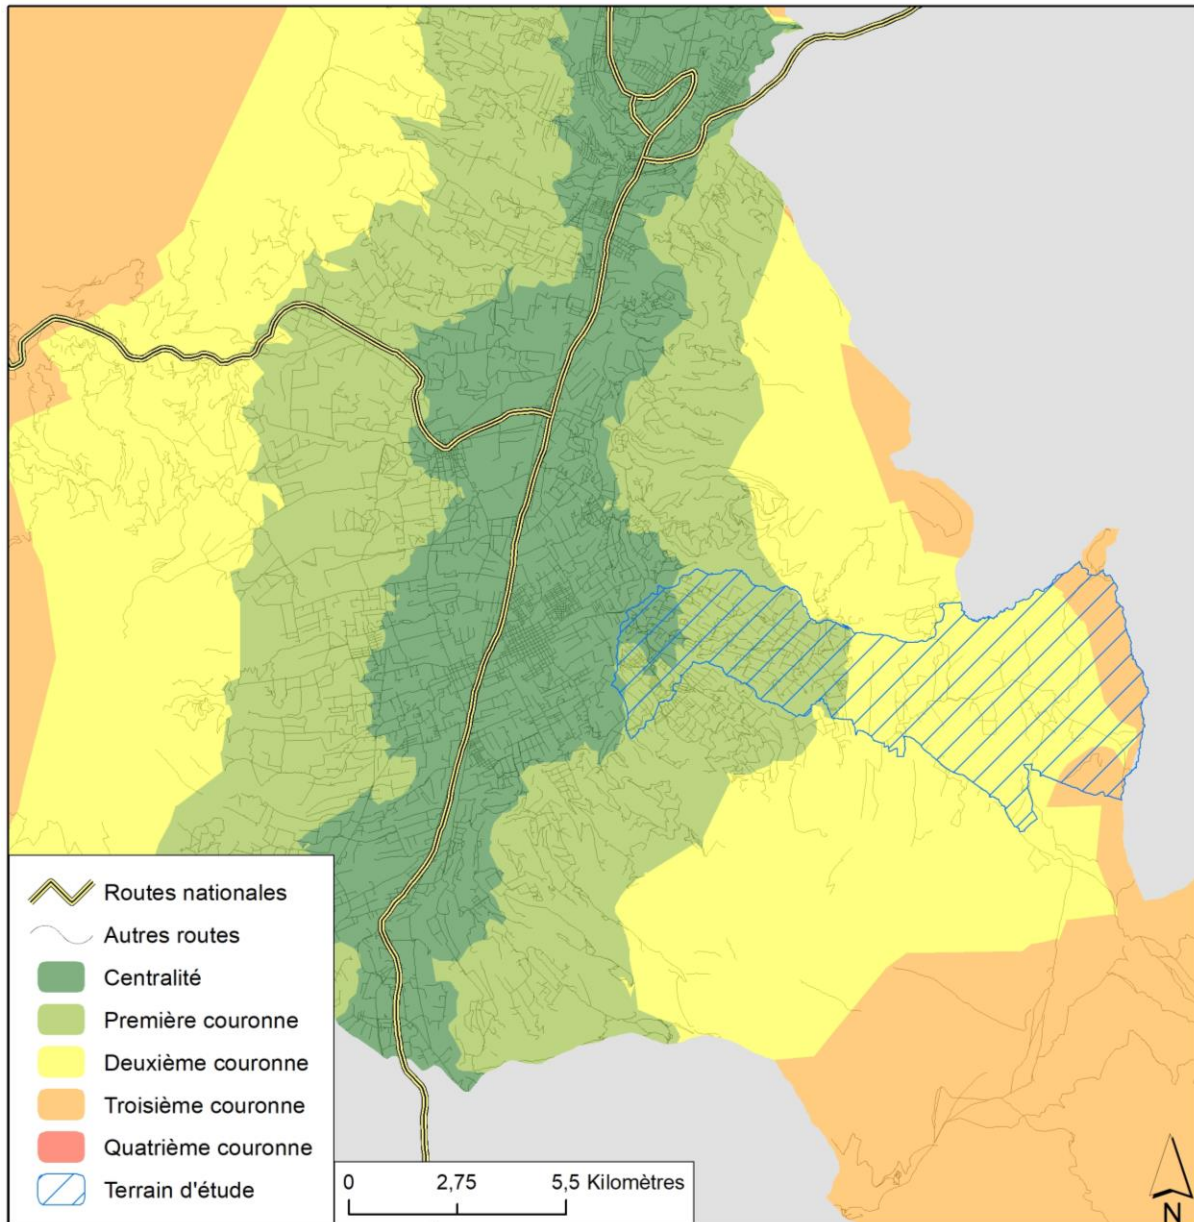 Routes nationales
Autres routes
Centralité
Première couronne
Deuxième couronne
Troisième couronne
Quatrième couronne
Terrain d'étude
0 2,75 5,5 Kilomètres
N